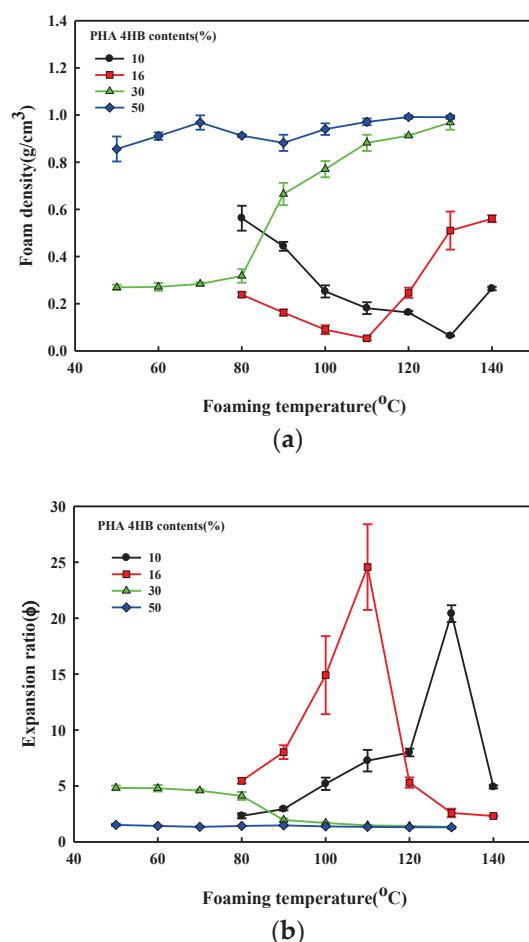 1.4
PHA 4HB contents(%)
1.2
10
16
30
50
1.0
0.8
0.6
0.4
0.2
0.0
Foam density(g/cm³)
40 60 80 100 120 140
Foaming temperature(⁰C)
(a)
30
PHA 4HB contents(%)
25
10
16
30
50
20
15
10
5
0
Expansion ratio(ϕ)
40 60 80 100 120 140
Foaming temperature(⁰C)
(b)